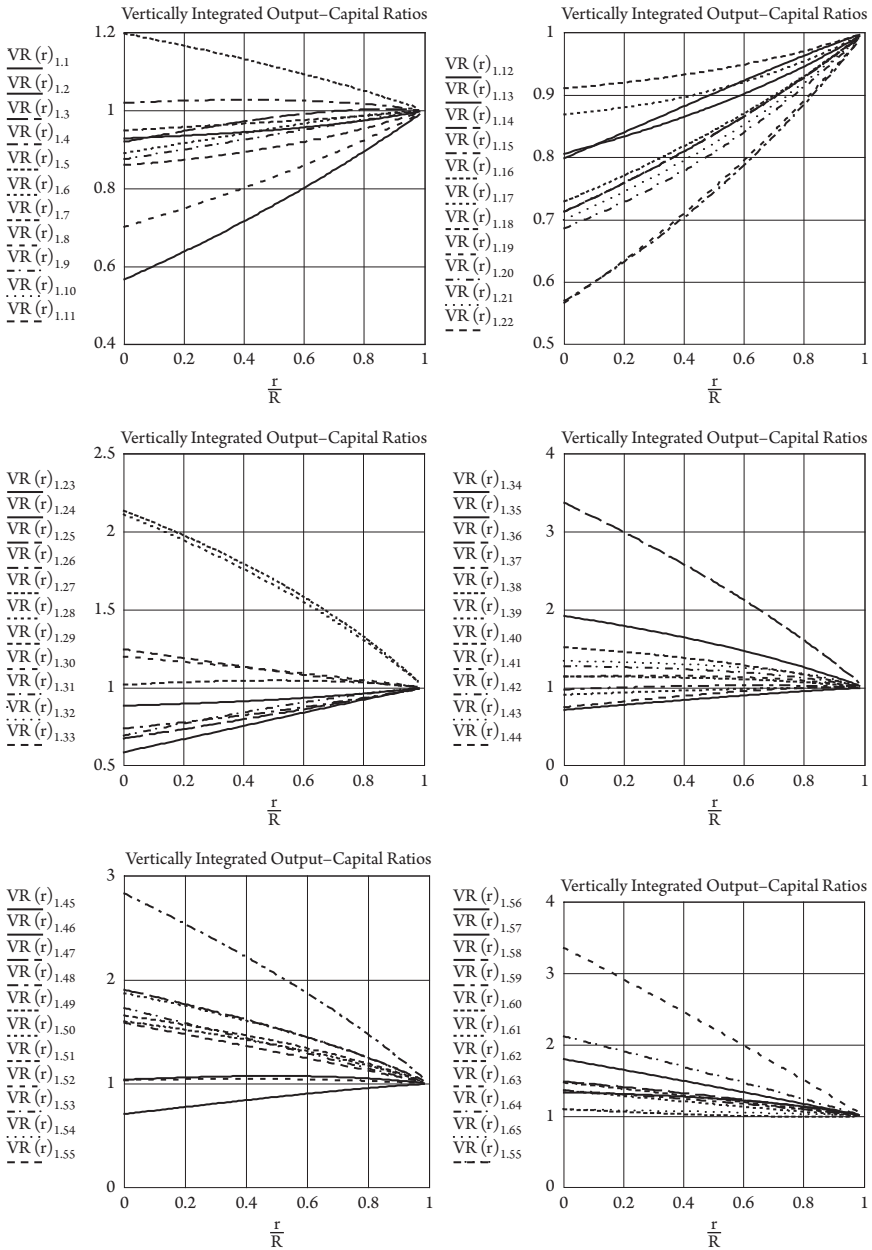 Vertically Integrated Output–Capital Ratios
VR (r)1.1
VR (r)1.2
VR (r)1.3
VR (r)1.4
VR (r)1.5
VR (r)1.6
VR (r)1.7
VR (r)1.8
VR (r)1.9
VR (r)1.10
VR (r)1.11
1.2
1
0.8
0.6
0.4
0 0.2 0.4 0.6 0.8 1
r
R
Vertically Integrated Output–Capital Ratios
VR (r)1.12
VR (r)1.13
VR (r)1.14
VR (r)1.15
VR (r)1.16
VR (r)1.17
VR (r)1.18
VR (r)1.19
VR (r)1.20
VR (r)1.21
VR (r)1.22
1
0.9
0.8
0.7
0.6
0.5
0 0.2 0.4 0.6 0.8 1
r
R
Vertically Integrated Output–Capital Ratios
VR (r)1.23
VR (r)1.24
VR (r)1.25
VR (r)1.26
VR (r)1.27
VR (r)1.28
VR (r)1.29
VR (r)1.30
VR (r)1.31
VR (r)1.32
VR (r)1.33
2.5
2
1.5
1
0.5
0 0.2 0.4 0.6 0.8 1
r
R
Vertically Integrated Output–Capital Ratios
VR (r)1.34
VR (r)1.35
VR (r)1.36
VR (r)1.37
VR (r)1.38
VR (r)1.39
VR (r)1.40
VR (r)1.41
VR (r)1.42
VR (r)1.43
VR (r)1.44
4
3
2
1
0
0 0.2 0.4 0.6 0.8 1
r
R
Vertically Integrated Output–Capital Ratios
VR (r)1.45
VR (r)1.46
VR (r)1.47
VR (r)1.48
VR (r)1.49
VR (r)1.50
VR (r)1.51
VR (r)1.52
VR (r)1.53
VR (r)1.54
VR (r)1.55
3
2
1
0
0 0.2 0.4 0.6 0.8 1
r
R
Vertically Integrated Output–Capital Ratios
VR (r)1.56
VR (r)1.57
VR (r)1.58
VR (r)1.59
VR (r)1.60
VR (r)1.61
VR (r)1.62
VR (r)1.63
VR (r)1.64
VR (r)1.65
VR (r)1.55
4
3
2
1
0
0 0.2 0.4 0.6 0.8 1
r
R